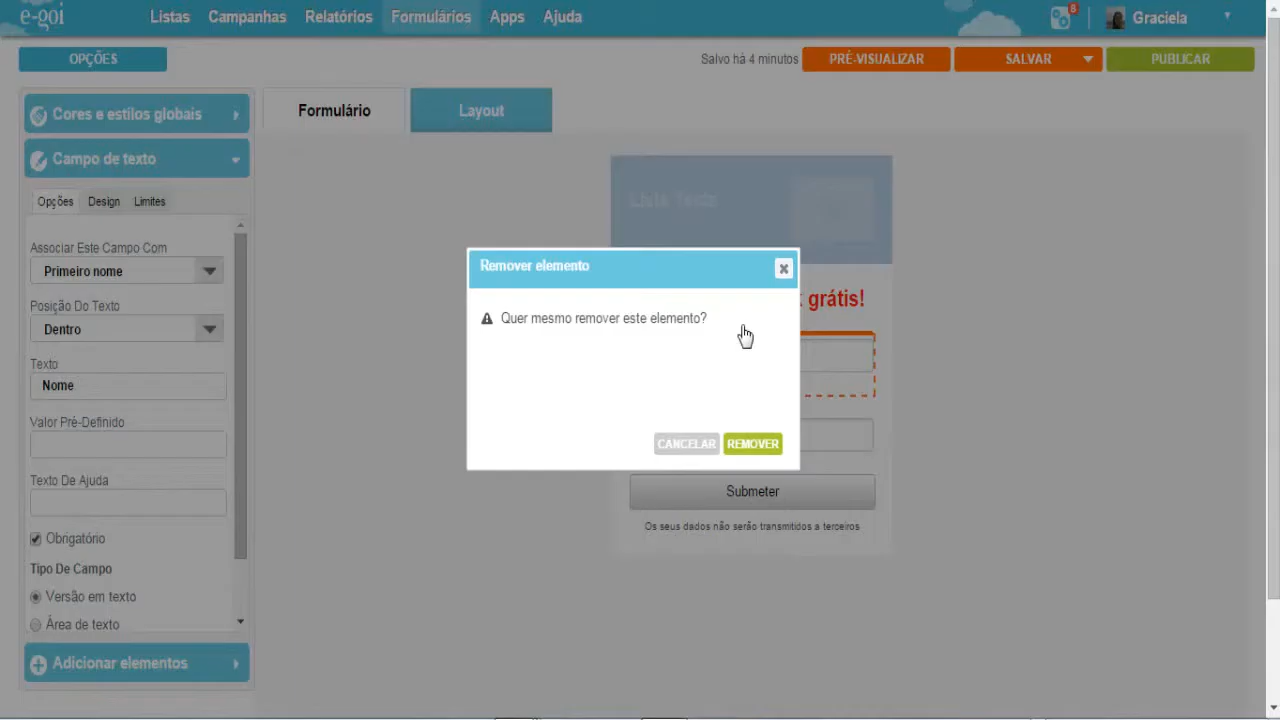 e-goi
Listas Campanhas Relatórios Formulários Apps Ajuda
8
Graciela
OPÇÕES
Salvo há 4 minutos
PRÉ-VISUALIZAR
SALVAR
PUBLICAR
Cores e estilos globais
Formulário
Layout
Campo de texto
Opções Design Limites
Associar Este Campo Com
Primeiro nome
Posição Do Texto
Dentro
Texto
Nome
Valor Pré-Definido
Texto De Ajuda
Obrigatório
Tipo De Campo
Versão em texto
Área de texto
Adicionar elementos
Lista Teste
grátis!
Remover elemento
Quer mesmo remover este elemento?
CANCELAR REMOVER
Submeter
Os seus dados não serão transmitidos a terceiros